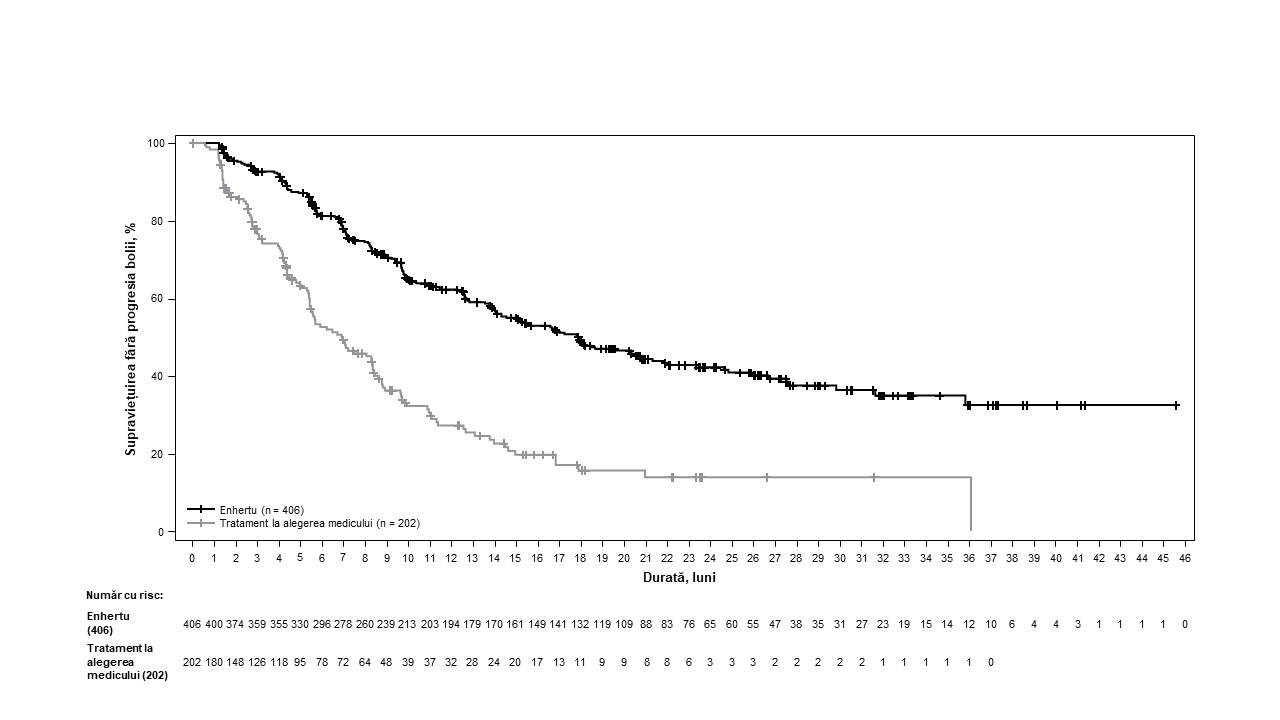 100
80
60
40
20
0
Supraviețuirea fără progresia bolii, %
Enhertu (n = 406)
Tratament la alegerea medicului (n = 202)
0 1 2 3 4 5 6 7 8 9 10 11 12 13 14 15 16 17 18 19 20 21 22 23 24 25 26 27 28 29 30 31 32 33 34 35 36 37 38 39 40 41 42 43 44 45 46
Durată, luni
Număr cu risc:
Enhertu
(406)
406 400 374 359 355 330 296 278 260 239 213 203 194 179 170 161 149 141 132 119 109 88 83 76 65 60 55 47 38 35 31 27 23 19 15 14 12 10 6 4 4 3 1 1 1 1 0
Tratament la
alegerea
medicului (202)
202 180 148 126 118 95 78 72 64 48 39 37 32 28 24 20 17 13 11 9 9 8 8 6 3 3 3 2 2 2 2 2 1 1 1 1 1 0